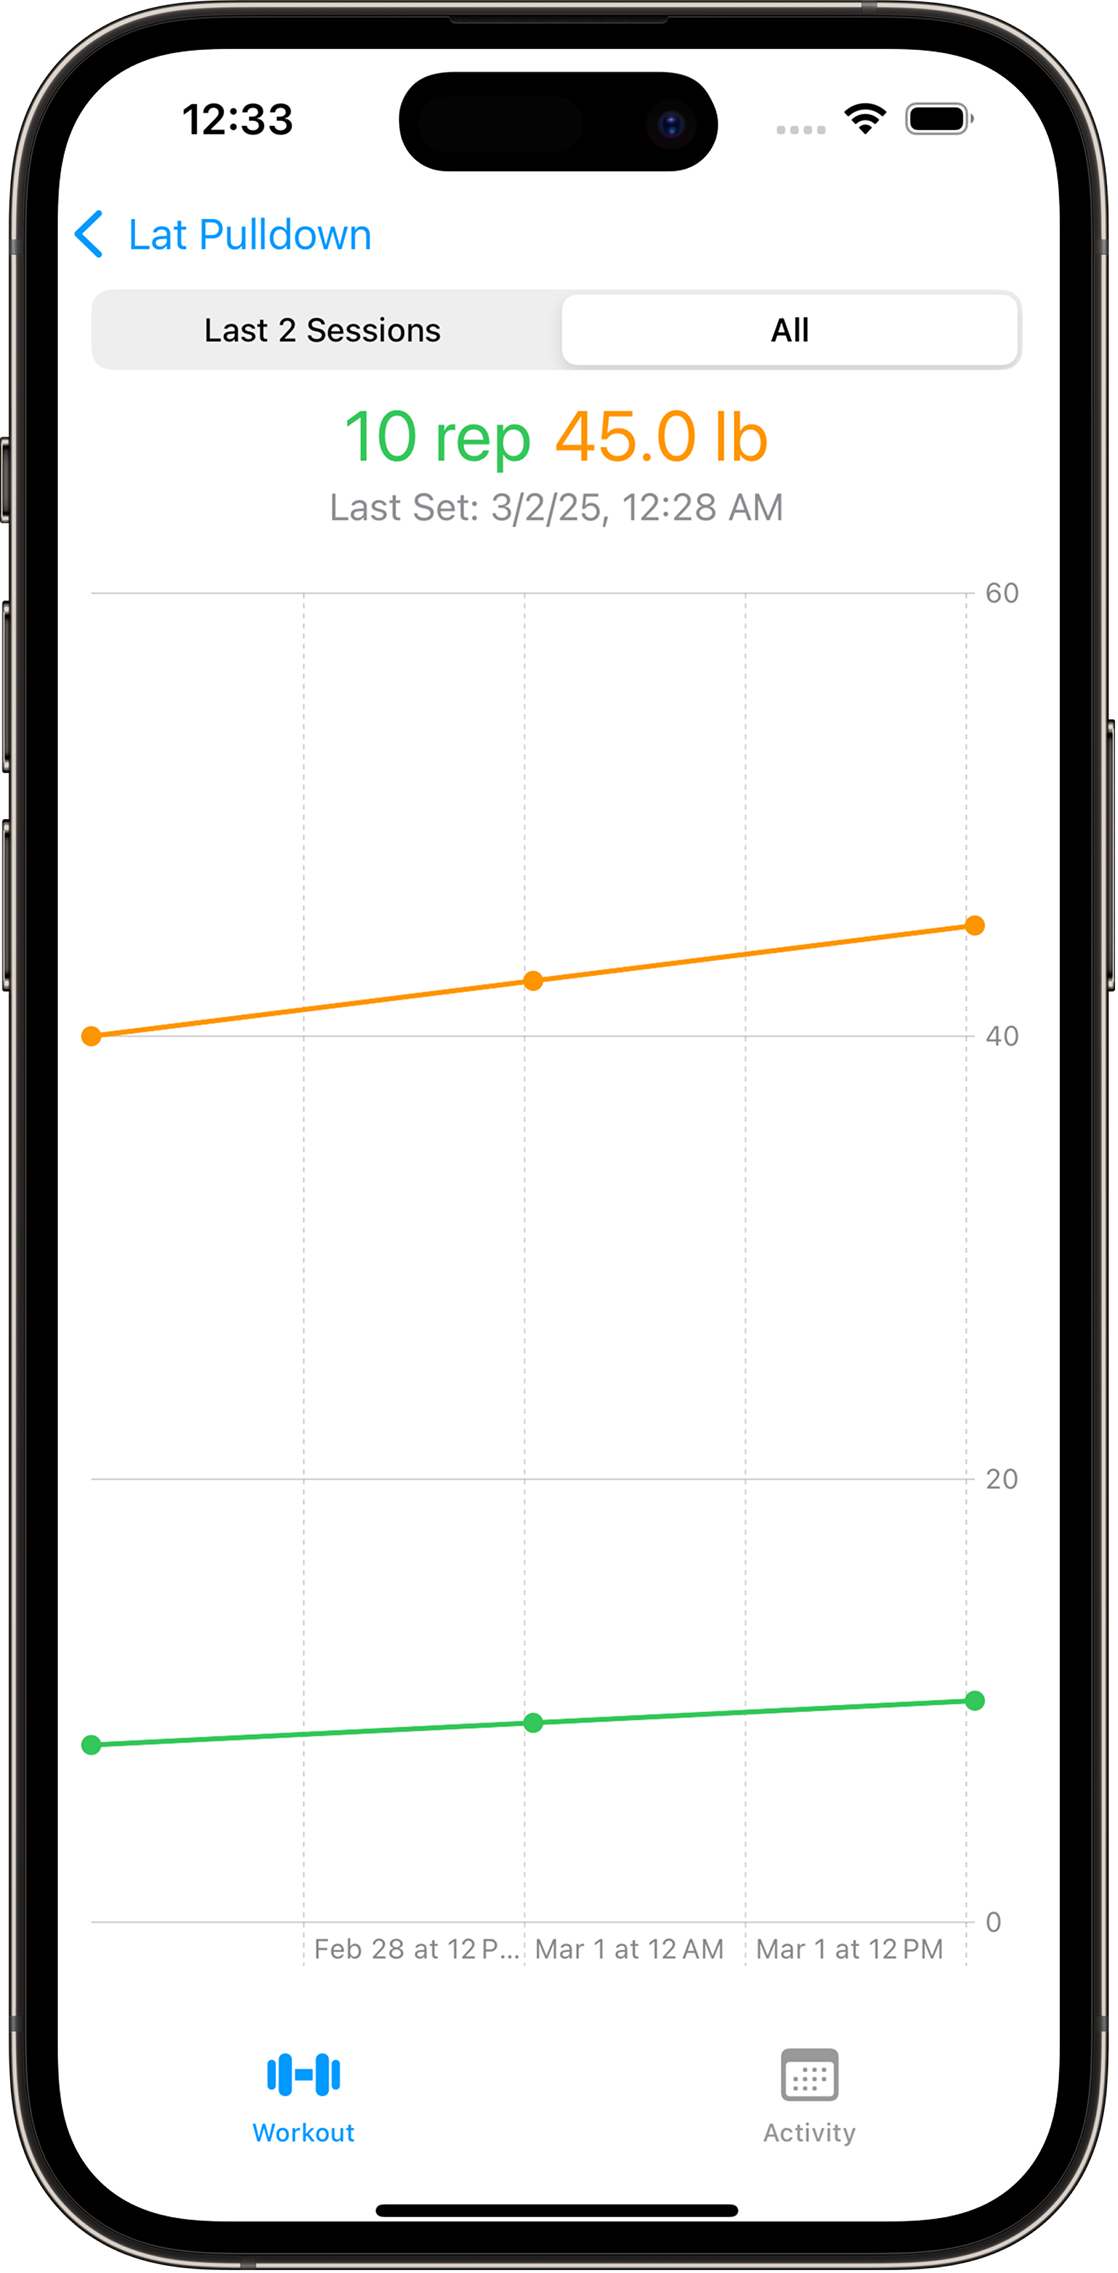 12:33
Lat Pulldown
Last 2 Sessions
All
10 rep 45.0 lb
Last Set: 3/2/25, 12:28 AM
60
40
20
0
Feb 28 at 12 P...
Mar 1 at 12 AM
Mar 1 at 12 PM
Workout
Activity